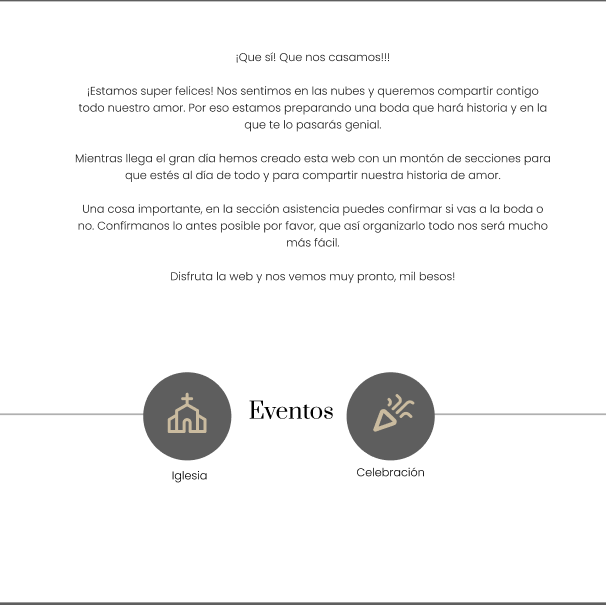 ¡Que sí! Que nos casamos!!!
¡Estamos super felices! Nos sentimos en las nubes y queremos compartir contigo
todo nuestro amor. Por eso estamos preparando una boda que hará historia y en la
que te lo pasarás genial.
Mientras llega el gran día hemos creado esta web con un montón de secciones para
que estés al día de todo y para compartir nuestra historia de amor.
Una cosa importante, en la sección asistencia puedes confirmar si vas a la boda o
no. Confírmanos lo antes posible por favor, que así organizarlo todo nos será mucho
más fácil.
Disfruta la web y nos vemos muy pronto, mil besos!
Eventos
Iglesia
Celebración